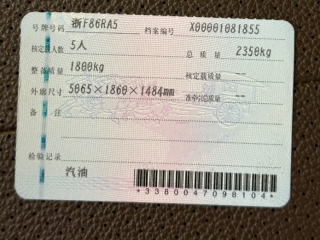 号牌号码 浙F86RA5 档案编号 X00001081855
核定载人数 5人 总质量 2350kg
整备质量 1800kg 核定载质量 --
外廓尺寸 5065×1860×1484mm 准牵引总质量 --
备注
检验记录
汽油
*3380047098104*